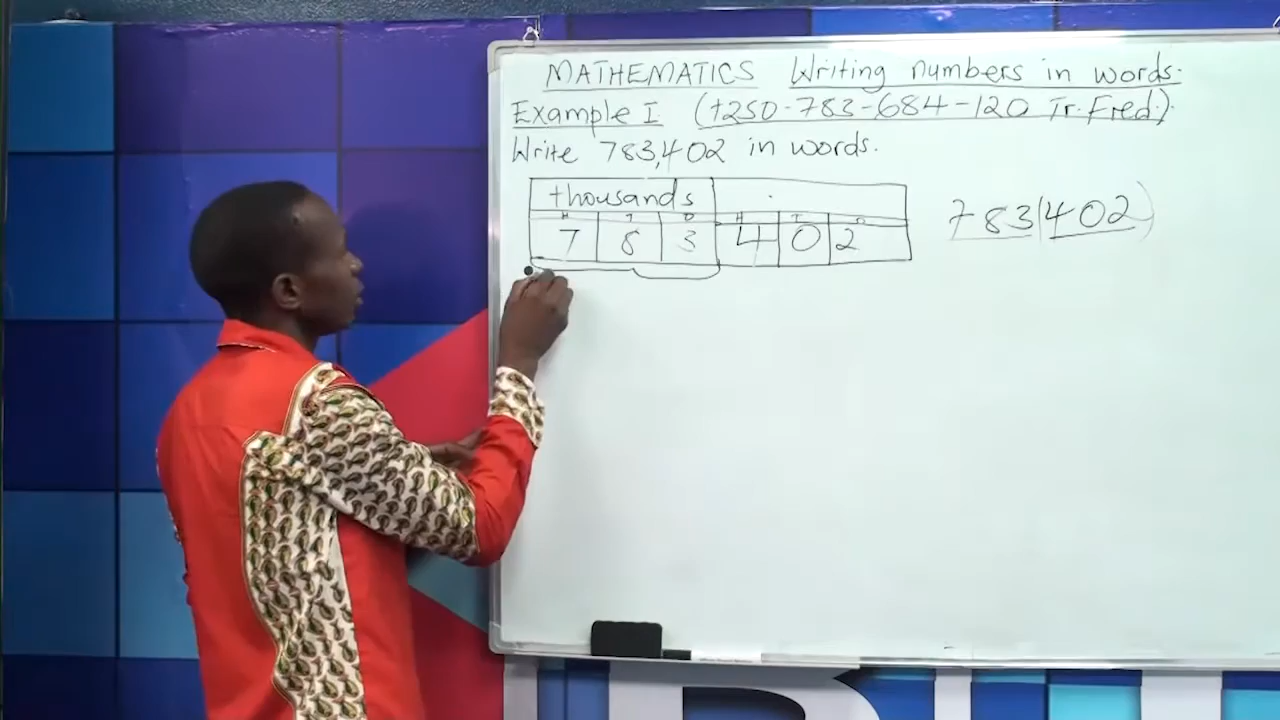 MATHEMATICS Writing numbers in words.
Example I. (+250-783-684-120 Tr. Fred.)
Write 783,402 in words.
thousands
H T O H T O
7 8 3 4 0 2
783(402)